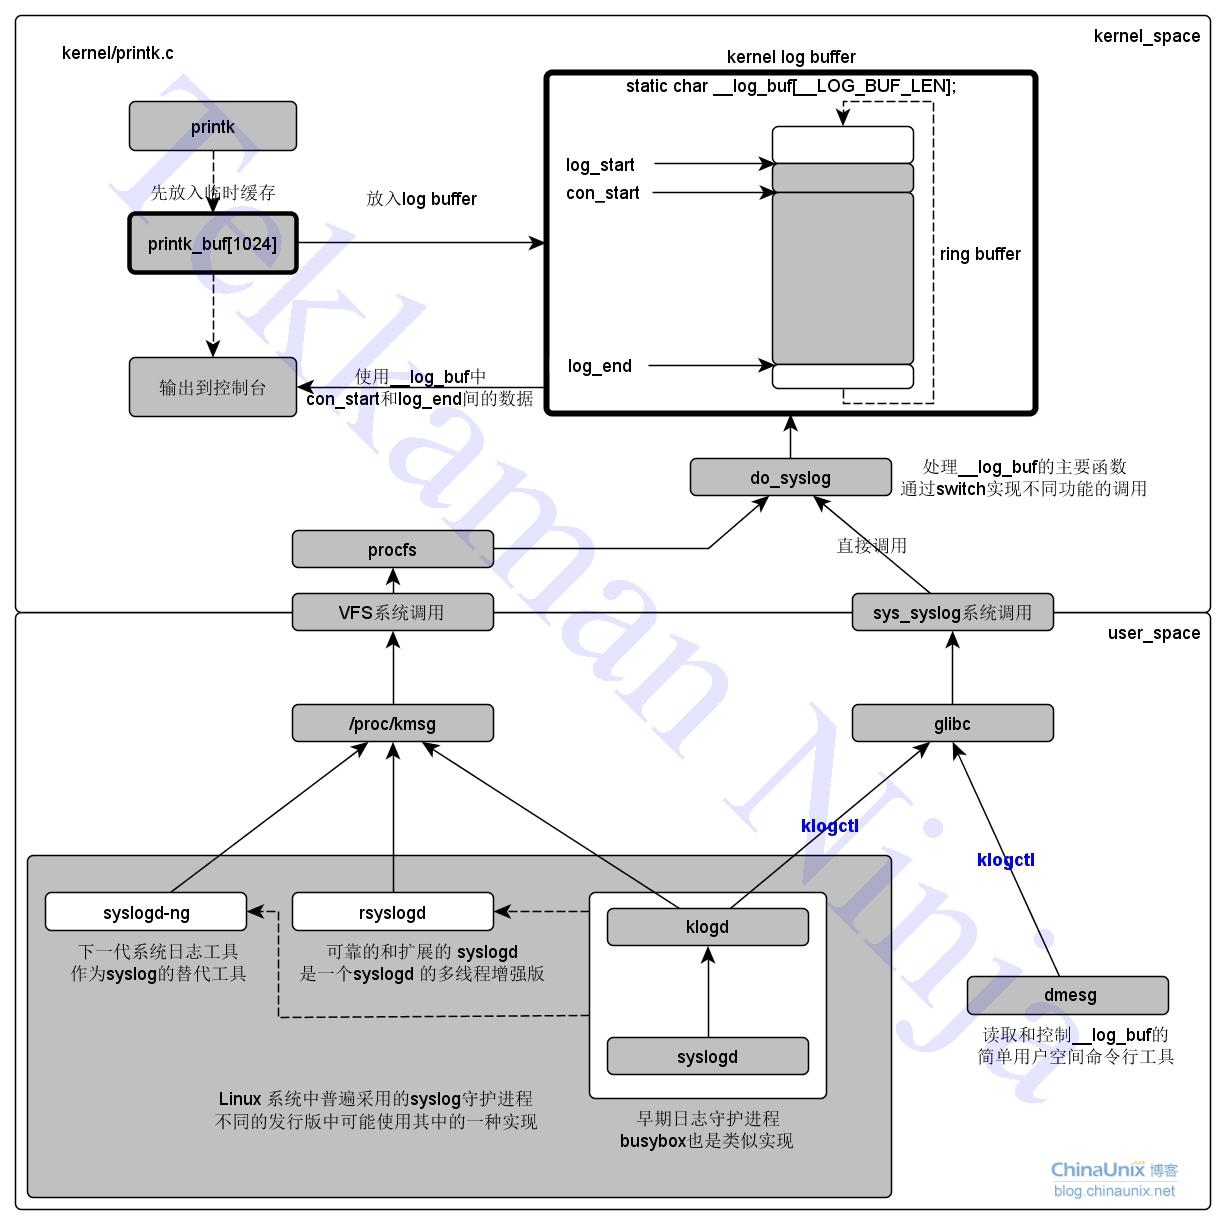 kernel_space
kernel/printk.c
kernel log buffer
static char __log_buf[__LOG_BUF_LEN];
printk
log_start
先放入临时缓存
放入log buffer
con_start
printk_buf[1024]
ring buffer
log_end
输出到控制台
使用__log_buf中
con_start和log_end间的数据
do_syslog
处理__log_buf的主要函数
通过switch实现不同功能的调用
procfs
直接调用
VFS系统调用
sys_syslog系统调用
user_space
/proc/kmsg
glibc
klogctl
klogctl
syslogd-ng
rsyslogd
klogd
下一代系统日志工具
作为syslog的替代工具
可靠的和扩展的 syslogd
是一个syslogd 的多线程增强版
dmesg
syslogd
读取和控制__log_buf的
简单用户空间命令行工具
Linux 系统中普遍采用的syslog守护进程
不同的发行版中可能使用其中的一种实现
早期日志守护进程
busybox也是类似实现
Tekkaman Ninja
ChinaUnix 博客
blog.chinaunix.net